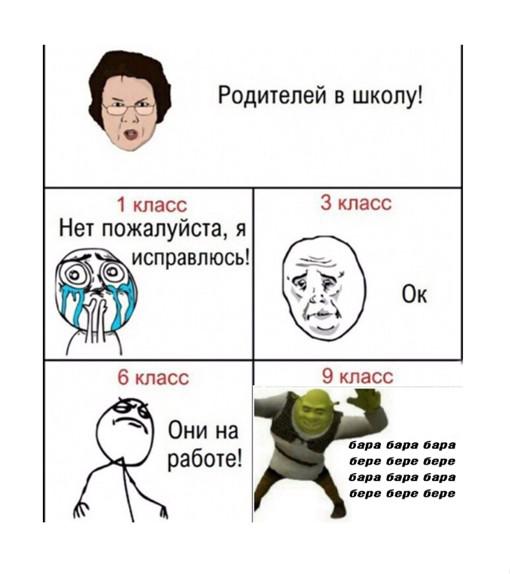 Родителей в школу!
1 класс
Нет пожалуйста, я
исправлюсь!
3 класс
Ок
6 класс
Они на
работе!
9 класс
бара бара бара
бере бере бере
бара бара бара
бере бере бере